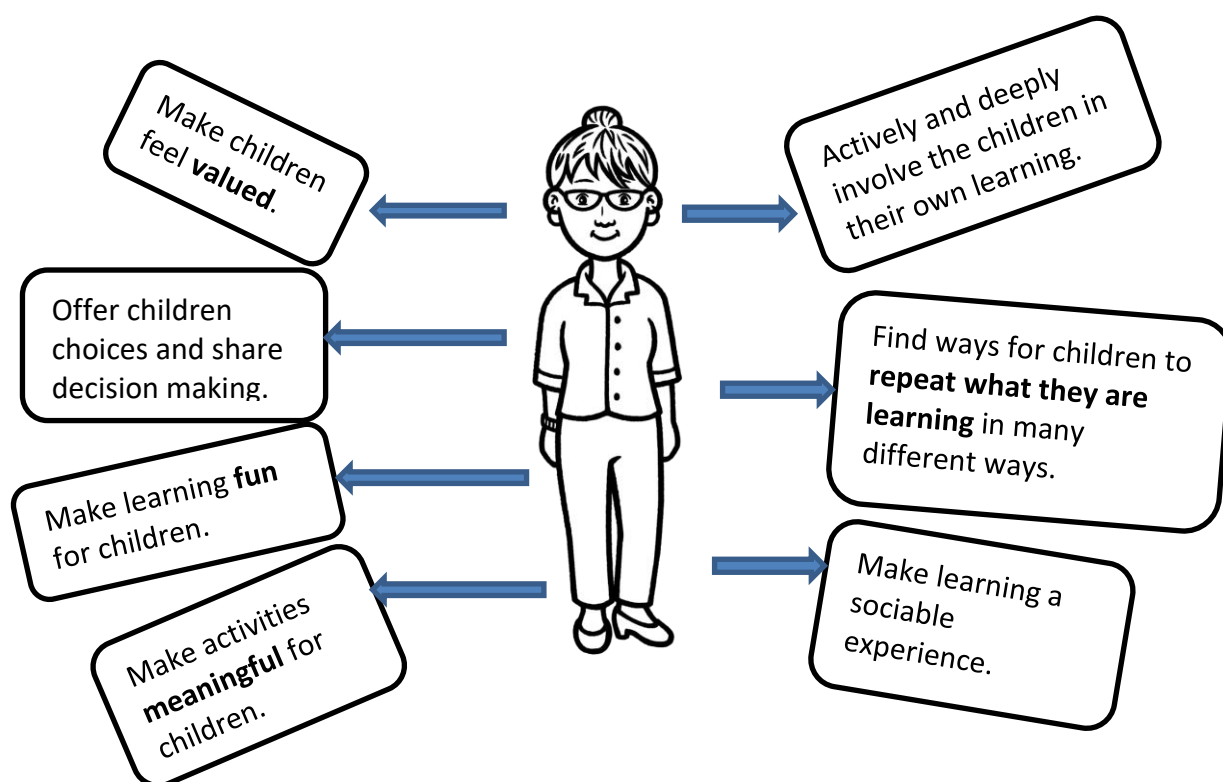 Make children
feel valued.
Offer children
choices and share
decision making.
Make learning fun
for children.
Make activities
meaningful for
children.
Actively and deeply
involve the children in
their own learning.
Find ways for children to
repeat what they are
learning in many
different ways.
Make learning a
sociable
experience.